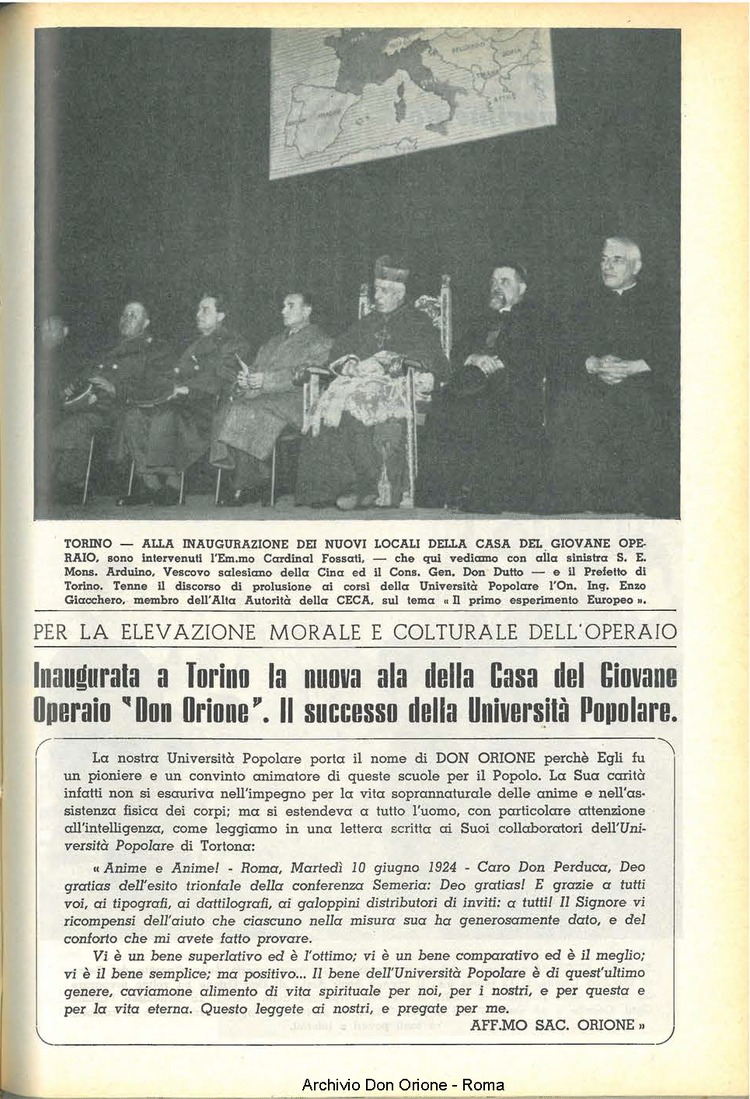 TORINO — ALLA INAUGURAZIONE DEI NUOVI LOCALI DELLA CASA DEL GIOVANE OPE-
RAIO, sono intervenuti l'Em.mo Cardinal Fossati, — che qui vediamo con alla sinistra S. E.
Mons. Arduino, Vescovo salesiano della Cina ed il Cons. Gen. Don Dutto — e il Prefetto di
Torino. Tenne il discorso di prolusione ai corsi della Università Popolare l'On. Ing. Enzo
Giacchero, membro dell'Alta Autorità della CECA, sul tema « Il primo esperimento Europeo ».
PER LA ELEVAZIONE MORALE E COLTURALE DELL'OPERAIO
Inaugurata a Torino la nuova ala della Casa del Giovane
Operaio "Don Orione". Il successo della Università Popolare.
La nostra Università Popolare porta il nome di DON ORIONE perchè Egli fu
un pioniere e un convinto animatore di queste scuole per il Popolo. La Sua carità
infatti non si esauriva nell'impegno per la vita soprannaturale delle anime e nell'as-
sistenza fisica dei corpi; ma si estendeva a tutto l'uomo, con particolare attenzione
all'intelligenza, come leggiamo in una lettera scritta ai Suoi collaboratori dell'Uni-
versità Popolare di Tortona:
« Anime e Anime! - Roma, Martedì 10 giugno 1924 - Caro Don Perduca, Deo
gratias dell'esito trionfale della conferenza Semeria: Deo gratias! E grazie a tutti
voi, ai tipografi, ai dattilografi, ai galoppini distributori di inviti: a tutti! Il Signore vi
ricompensi dell'aiuto che ciascuno nella misura sua ha generosamente dato, e del
conforto che mi avete fatto provare.
Vi è un bene superlativo ed è l'ottimo; vi è un bene comparativo ed è il meglio;
vi è il bene semplice; ma positivo... Il bene dell'Università Popolare è di quest'ultimo
genere, caviamone alimento di vita spirituale per noi, per i nostri, e per questa e
per la vita eterna. Questo leggete ai nostri, e pregate per me.
AFF.MO SAC. ORIONE »
Archivio Don Orione - Roma